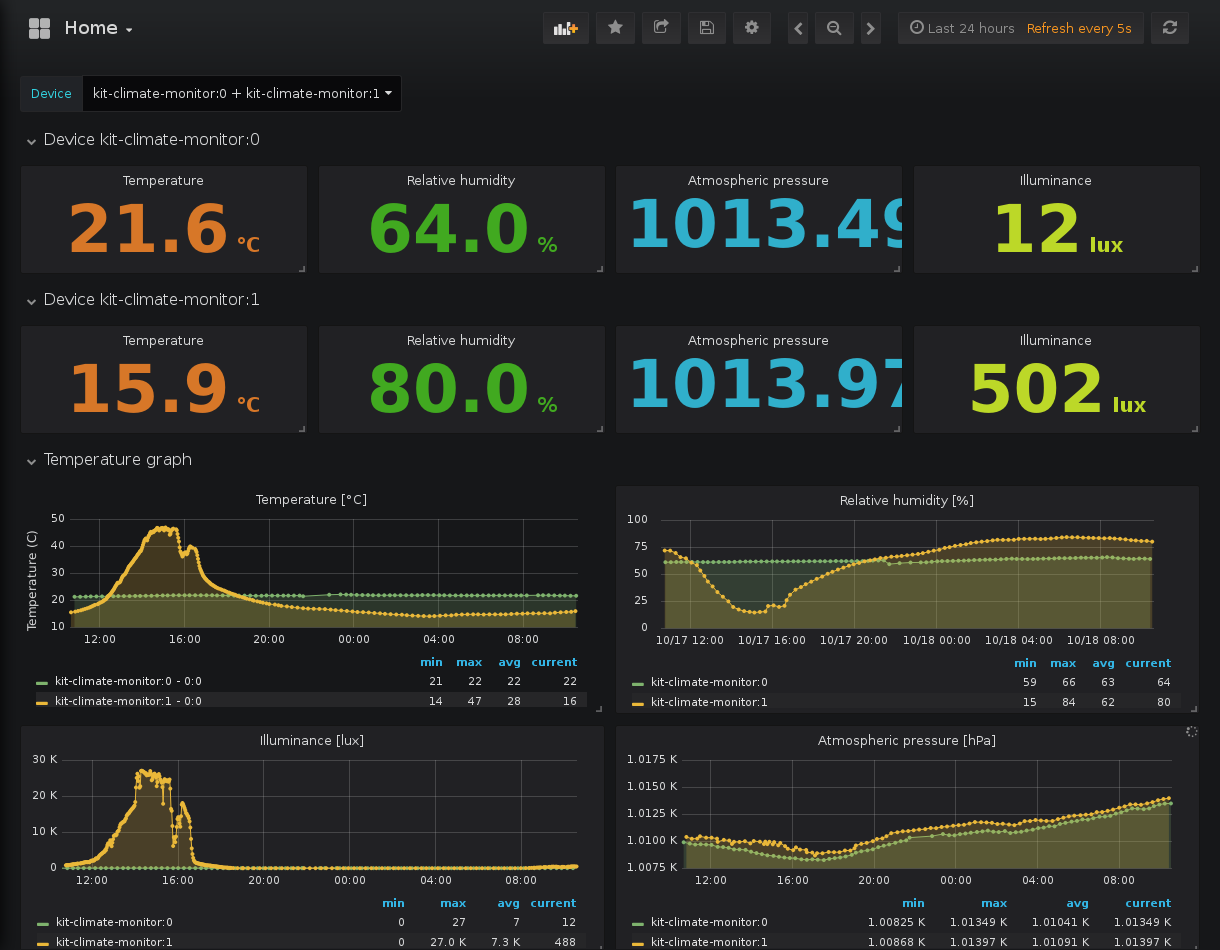 Home
Last 24 hours Refresh every 5s
Device kit-climate-monitor:0 + kit-climate-monitor:1
Device kit-climate-monitor:0
Temperature Relative humidity Atmospheric pressure Illuminance
21.6 °C 64.0 % 1013.49 12 lux
Device kit-climate-monitor:1
Temperature Relative humidity Atmospheric pressure Illuminance
15.9 °C 80.0 % 1013.97 502 lux
Temperature graph
Temperature [°C]
Temperature (C)
50
40
30
20
10
12:00 16:00 20:00 00:00 04:00 08:00
min max avg current
kit-climate-monitor:0 - 0:0 21 22 22 22
kit-climate-monitor:1 - 0:0 14 47 28 16
Relative humidity [%]
100
75
50
25
0
10/17 12:00 10/17 16:00 10/17 20:00 10/18 00:00 10/18 04:00 10/18 08:00
min max avg current
kit-climate-monitor:0 59 66 63 64
kit-climate-monitor:1 15 84 62 80
Illuminance [lux]
30 K
20 K
10 K
0
12:00 16:00 20:00 00:00 04:00 08:00
min max avg current
kit-climate-monitor:0 0 27 7 12
kit-climate-monitor:1 0 27.0 K 7.3 K 488
Atmospheric pressure [hPa]
1.0175 K
1.0150 K
1.0125 K
1.0100 K
1.0075 K
12:00 16:00 20:00 00:00 04:00 08:00
min max avg current
kit-climate-monitor:0 1.00825 K 1.01349 K 1.01041 K 1.01349 K
kit-climate-monitor:1 1.00868 K 1.01397 K 1.01091 K 1.01397 K